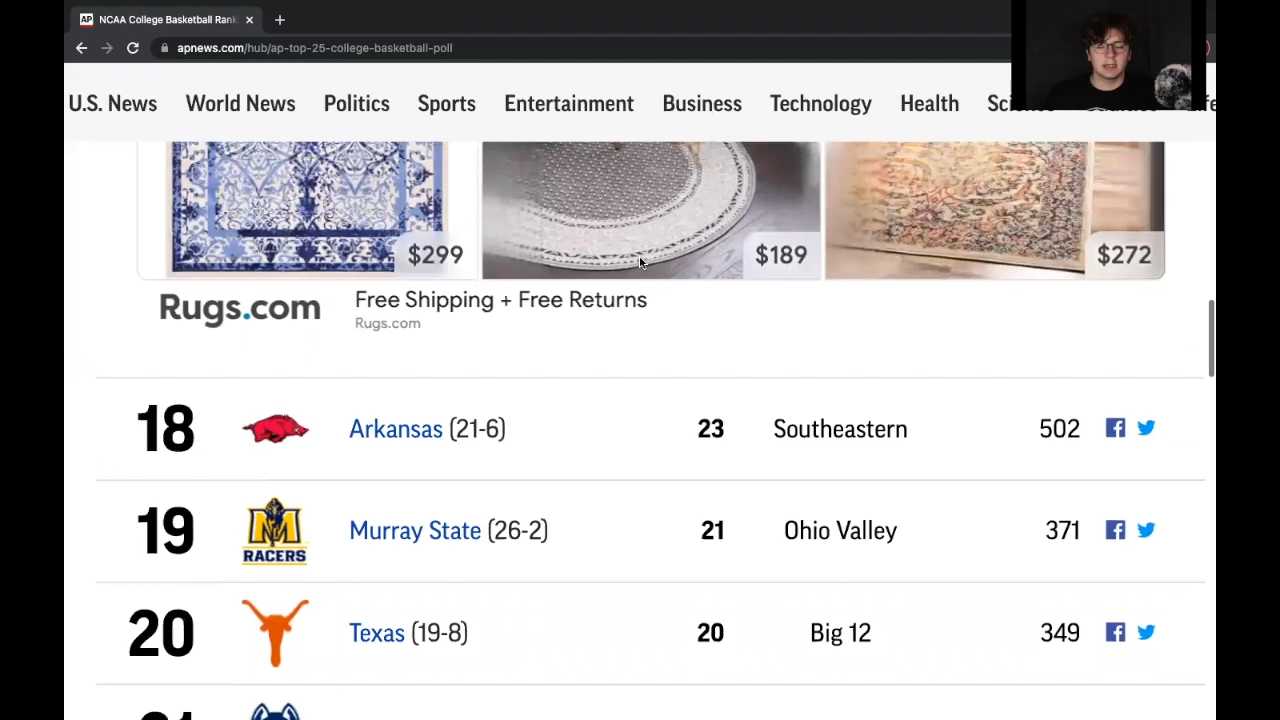 AP NCAA College Basketball Rank
apnews.com/hub/ap-top-25-college-basketball-poll
U.S. News World News Politics Sports Entertainment Business Technology Health
$299 $189 $272
Rugs.com Free Shipping + Free Returns
Rugs.com
18 Arkansas (21-6) 23 Southeastern 502
19 M RACERS Murray State (26-2) 21 Ohio Valley 371
20 Texas (19-8) 20 Big 12 349